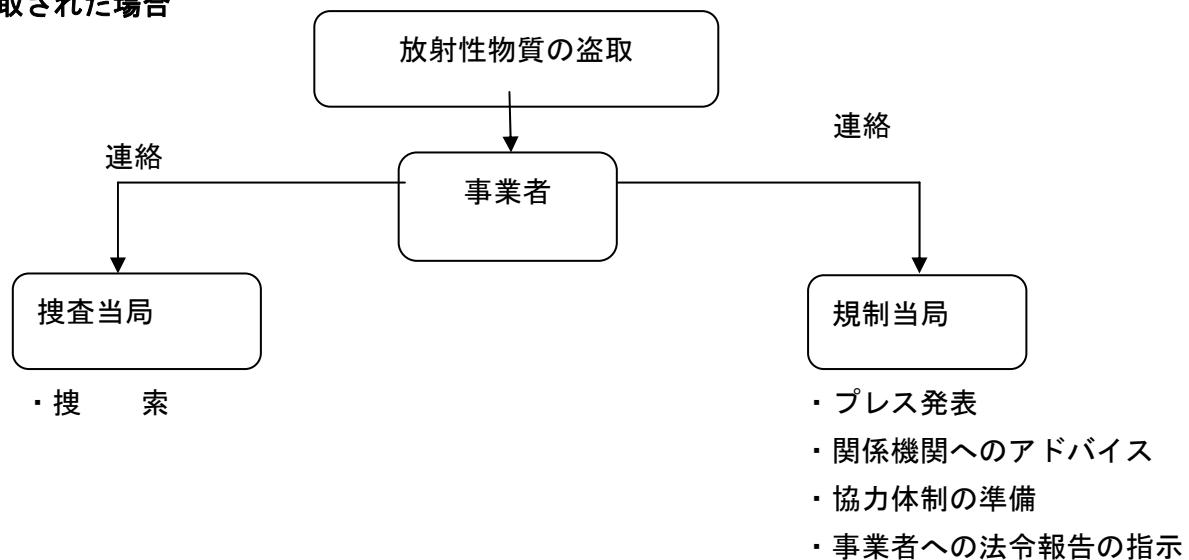 取された場合
放射性物質の盗取
連絡
連絡
事業者
捜査当局
規制当局
・捜　　索
・プレス発表
・関係機関へのアドバイス
・協力体制の準備
・事業者への法令報告の指示